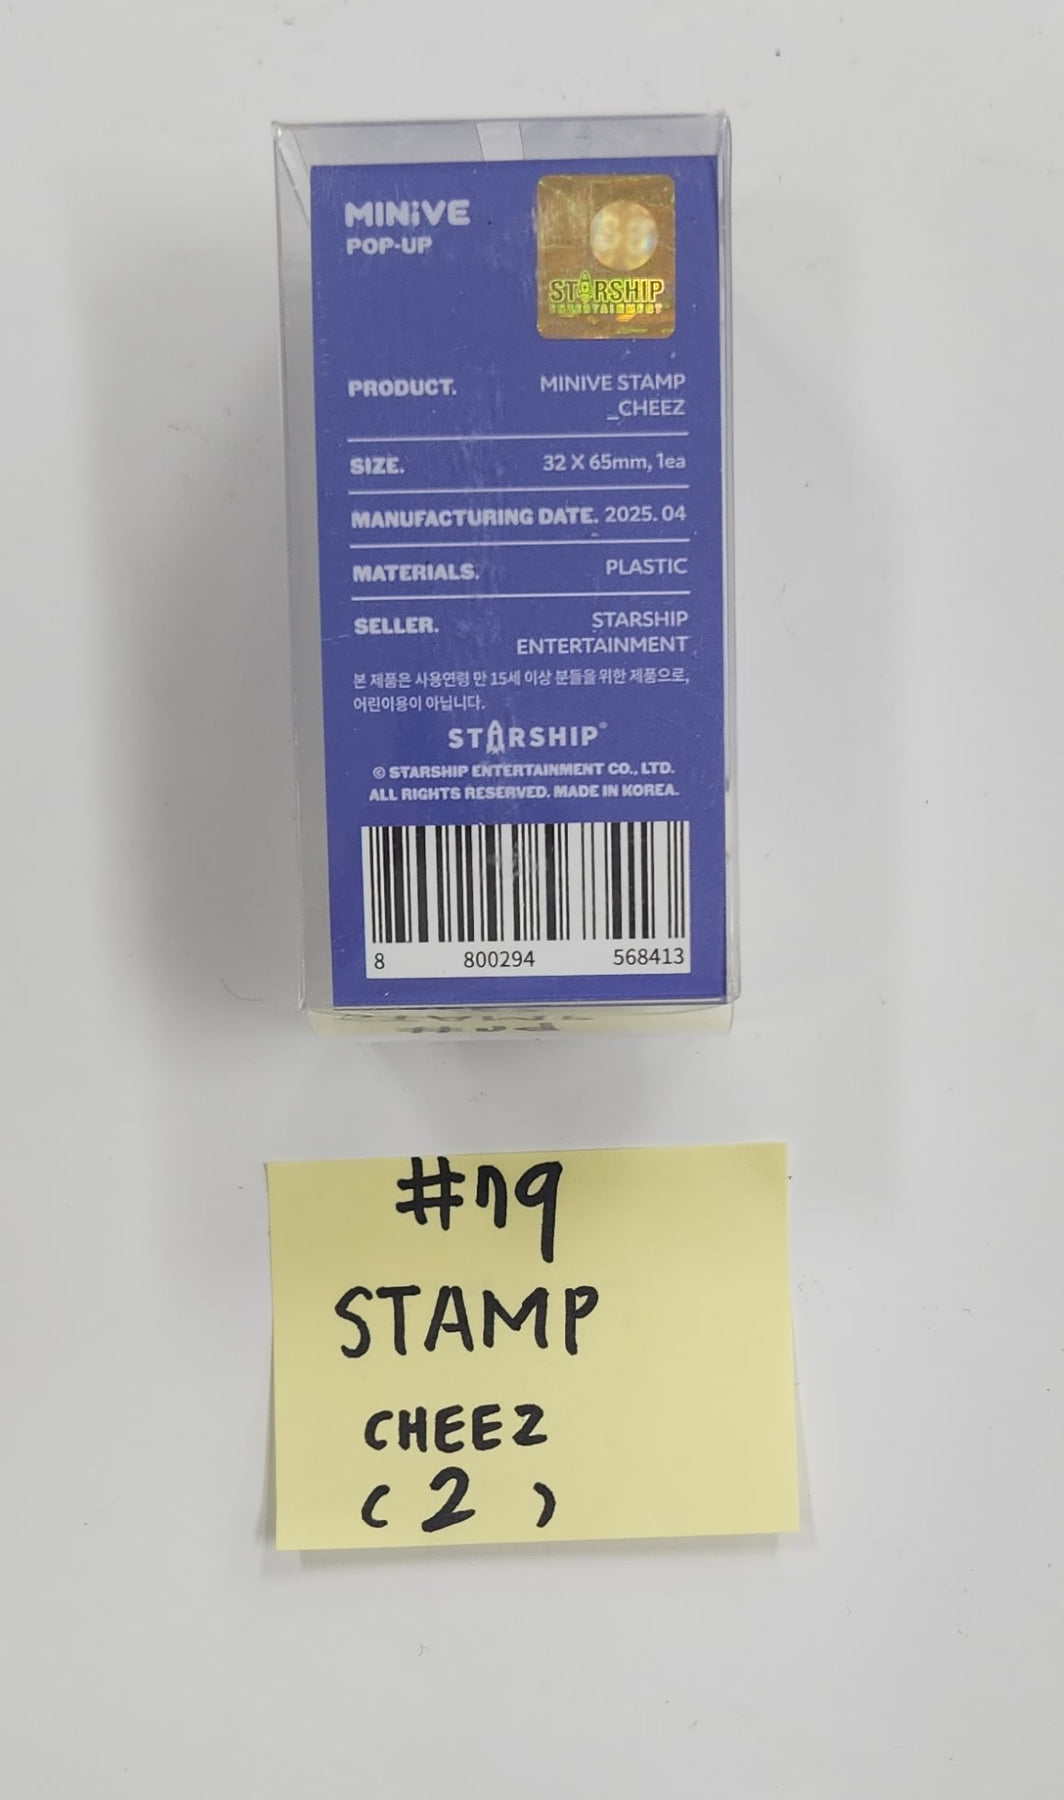 MINiVE
POP-UP
STARSHIP
ENTERTAINMENT
PRODUCT. MINIVE STAMP
_CHEEZ
SIZE. 32 X 65mm, 1ea
MANUFACTURING DATE. 2025. 04
MATERIALS. PLASTIC
SELLER. STARSHIP
ENTERTAINMENT
본 제품은 사용연령 만 15세 이상 분들을 위한 제품으로,
어린이용이 아닙니다.
STARSHIP®
© STARSHIP ENTERTAINMENT CO., LTD.
ALL RIGHTS RESERVED. MADE IN KOREA.
8 800294 568413
#79
STAMP
CHEEZ
(2)